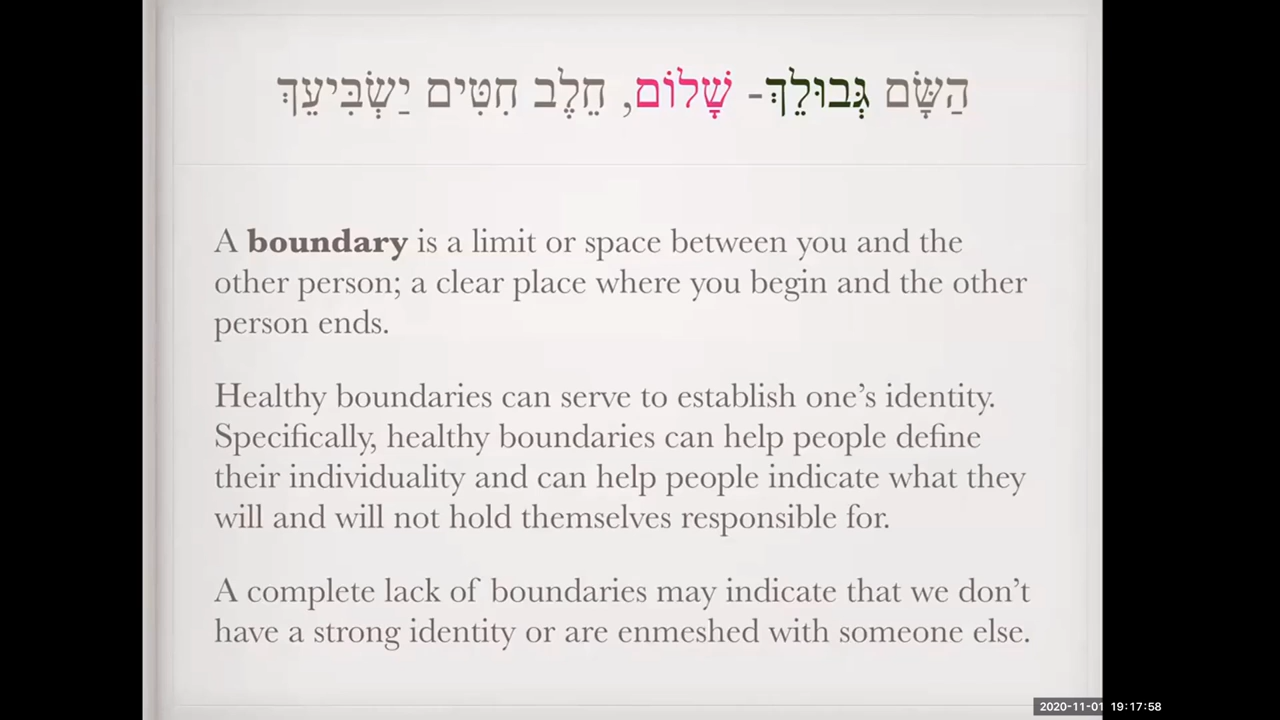 הַשָּׂם גְּבוּלֵךְ- שָׁלוֹם, חֵלֶב חִטִּים יַשְׂבִּיעֵךְ
A boundary is a limit or space between you and the
other person; a clear place where you begin and the other
person ends.
Healthy boundaries can serve to establish one’s identity.
Specifically, healthy boundaries can help people define
their individuality and can help people indicate what they
will and will not hold themselves responsible for.
A complete lack of boundaries may indicate that we don’t
have a strong identity or are enmeshed with someone else.
2020-11-01 19:17:58